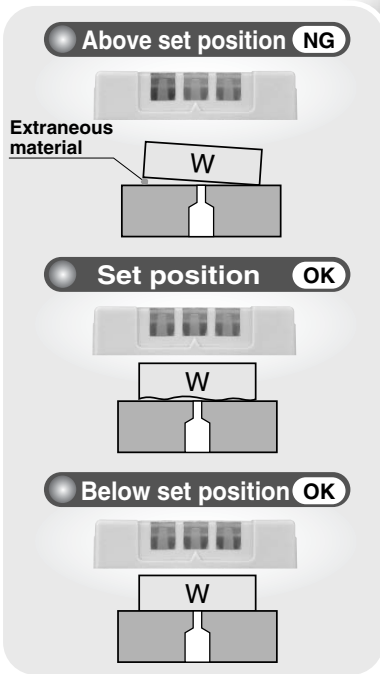 Above set position NG
Extraneous
material
W
Set position OK
W
Below set position OK
W